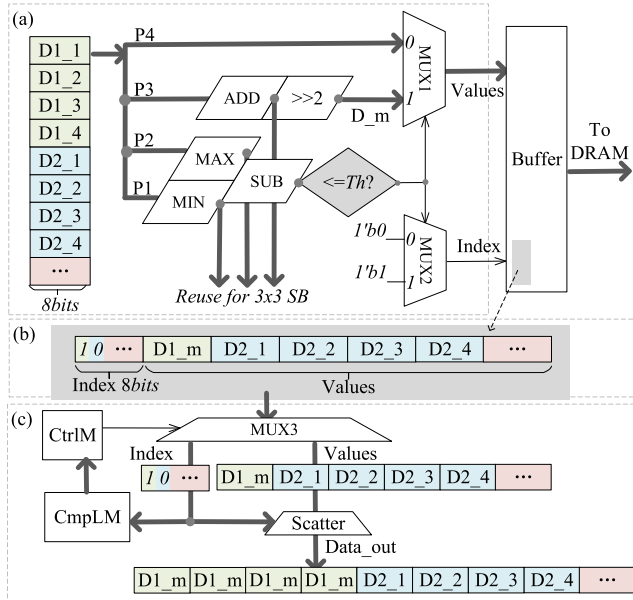 (a)
D1_1
D1_2
D1_3
D1_4
D2_1
D2_2
D2_3
D2_4
...
8bits
P4
P3
P2
P1
ADD
>>2
D_m
MAX
MIN
SUB
<=Th?
Reuse for 3x3 SB
0
1
MUX1
Values
1'b0
1'b1
0
1
MUX2
Index
Buffer
To
DRAM
(b)
1 0 ... D1_m D2_1 D2_2 D2_3 D2_4 ...
Index 8bits
Values
(c)
CtrlM
CmpLM
MUX3
Index
Values
1 0 ...
D1_m D2_1 D2_2 D2_3 D2_4 ...
Scatter
Data_out
D1_m D1_m D1_m D1_m D2_1 D2_2 D2_3 D2_4 ...